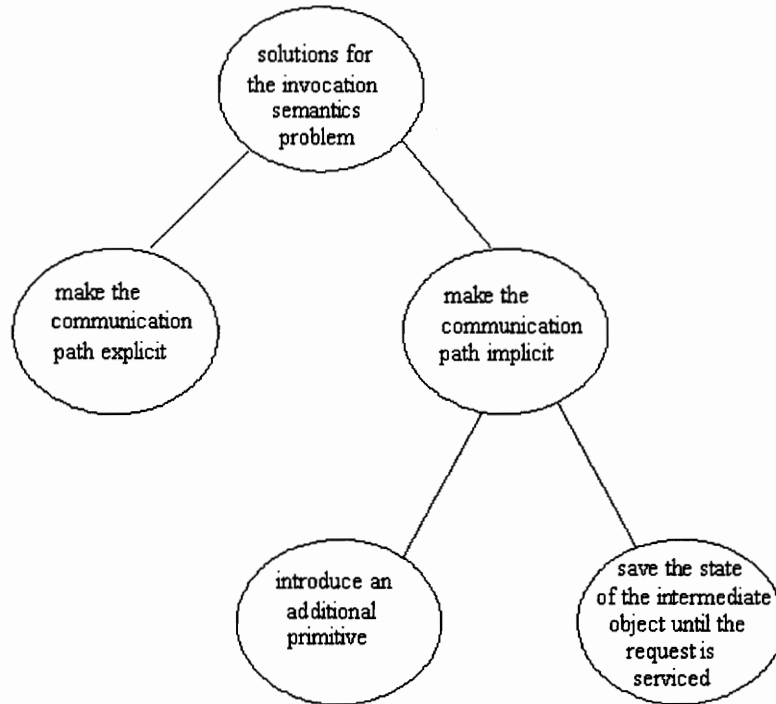 solutions for
the invocation
semantics
problem
make the
communication
path explicit
make the
communication
path implicit
introduce an
additional
primitive
save the state
of the intermediate
object until the
request is
serviced